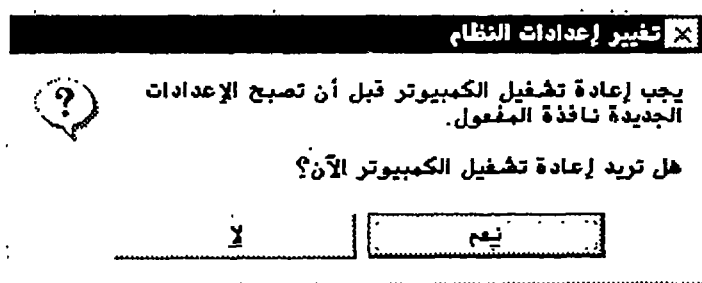 تغيير إعدادات النظام
يجب إعادة تشغيل الكمبيوتر قبل أن تصبح الإعدادات
الجديدة نافذة المفعول.
هل تريد إعادة تشغيل الكمبيوتر الآن؟
نعم
لا